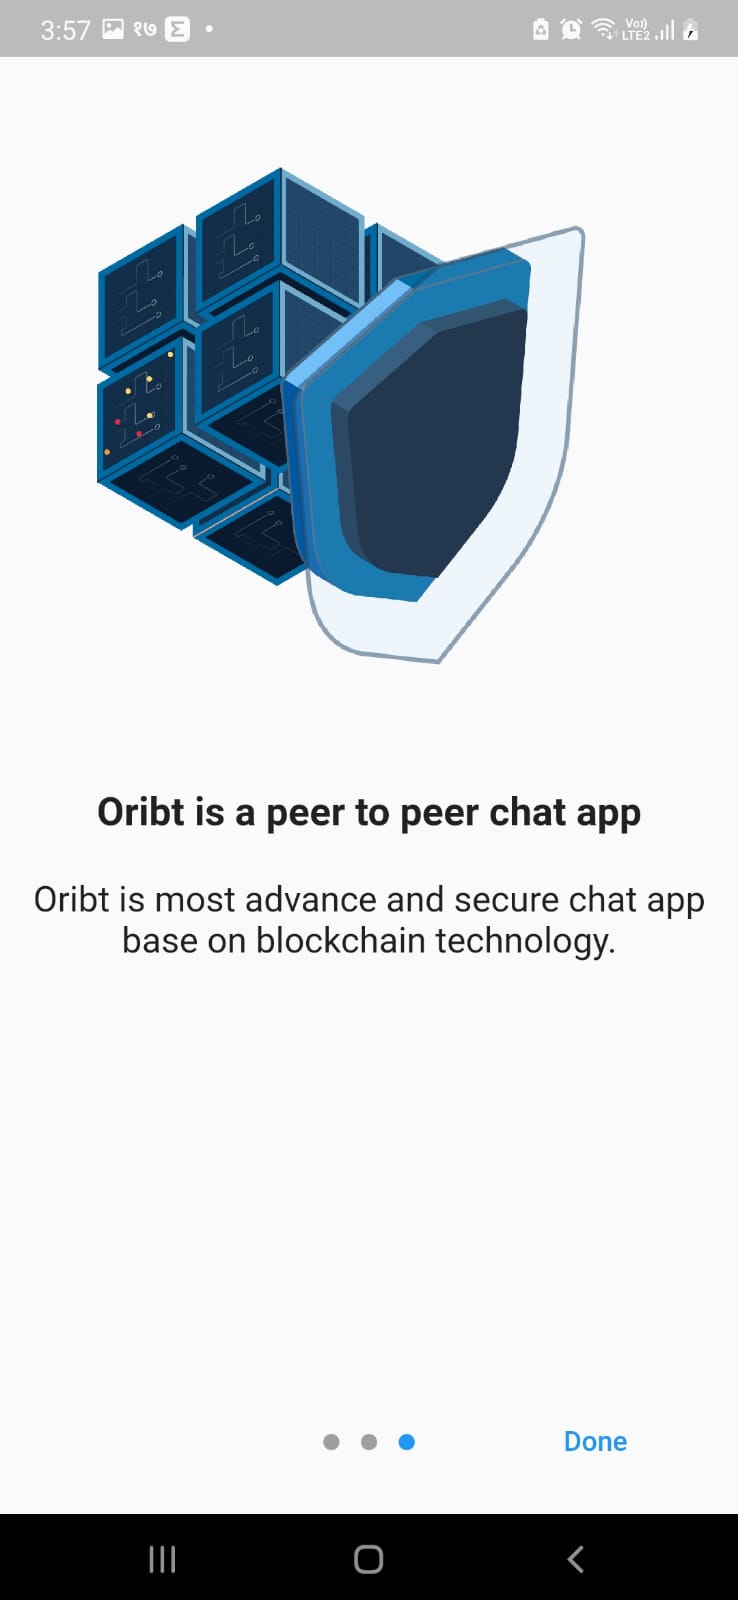 3:57 १७ Vo)) LTE2
Oribt is a peer to peer chat app
Oribt is most advance and secure chat app
base on blockchain technology.
Done